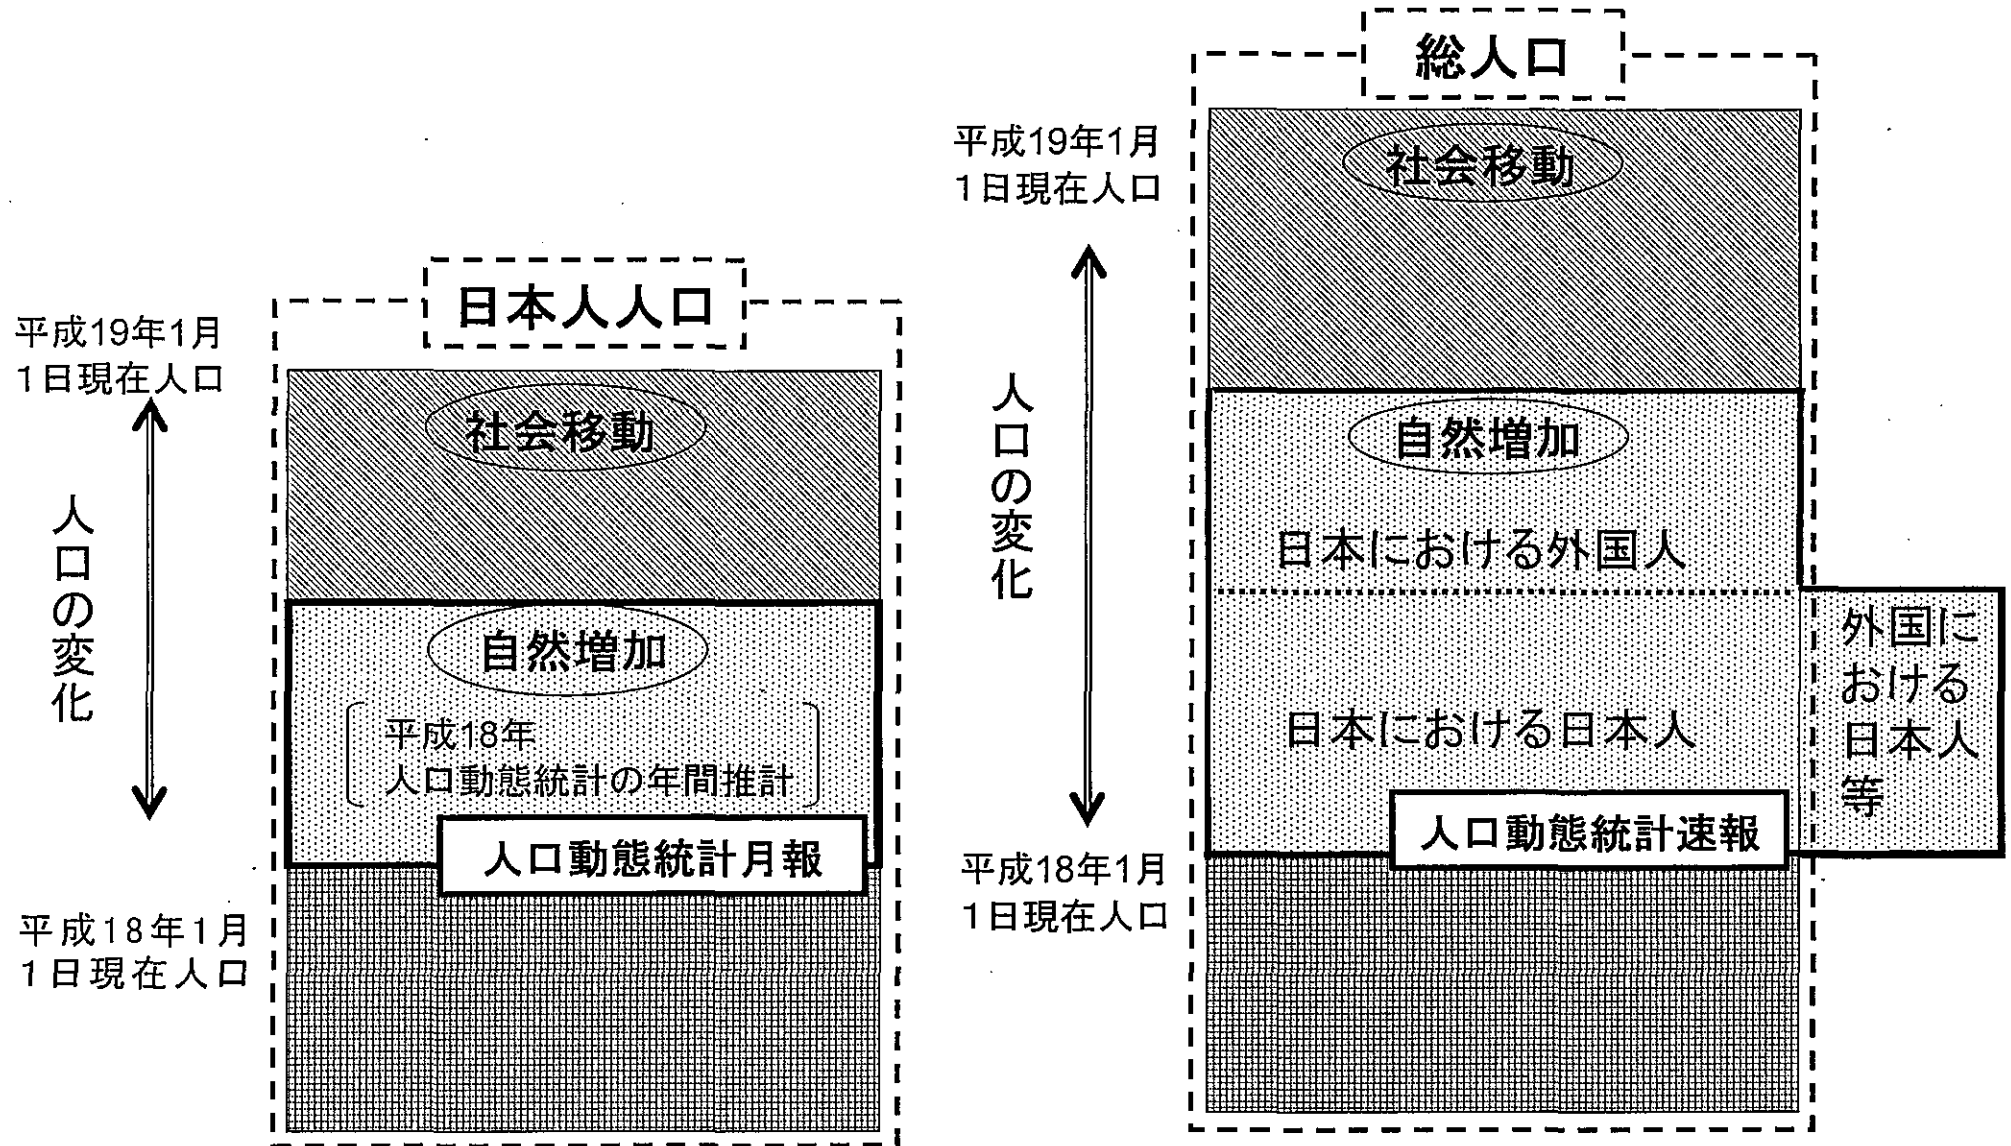 日本人人口
平成19年1月
1日現在人口
社会移動
人口の変化
自然増加
平成18年
人口動態統計の年間推計
人口動態統計月報
平成18年1月
1日現在人口
総人口
平成19年1月
1日現在人口
社会移動
人口の変化
自然増加
日本における外国人
日本における日本人
外国に
おける
日本人
等
人口動態統計速報
平成18年1月
1日現在人口